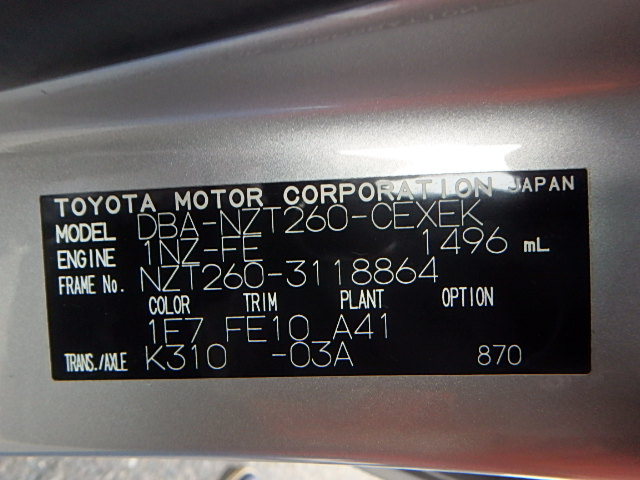 TOYOTA MOTOR CORPORATION JAPAN
MODEL DBA-NZT260-CEXEK
ENGINE 1NZ-FE 1496 mL
FRAME No. NZT260-3118864
COLOR TRIM PLANT OPTION
1E7 FE10 A41
TRANS./AXLE K310 -03A 870